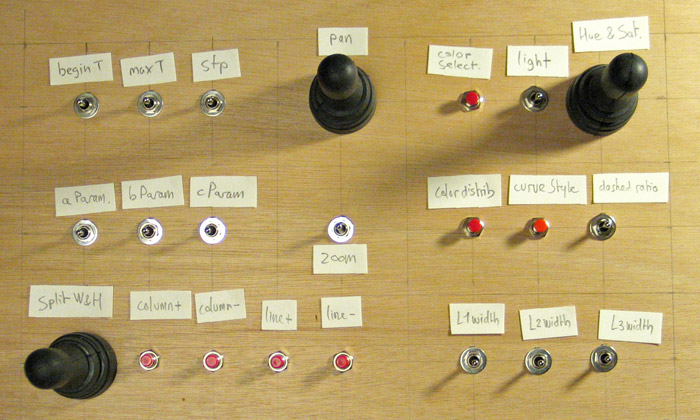 begin T
max T
stp
pan
color
select.
light
Hue & Sat.
a Param.
b Param
c Param
color distrib
curve Style
dashed ratio
zoom
Split W&H
column+
column-
line+
line-
L1 width
L2 width
L3 width